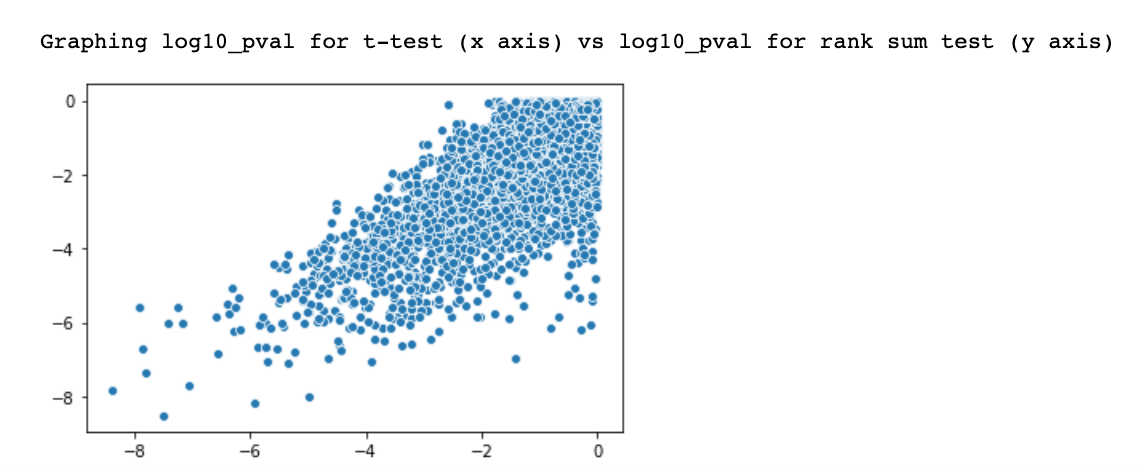 Graphing log10_pval for t-test (x axis) vs log10_pval for rank sum test (y axis)
0
−2
−4
−6
−8
−8 −6 −4 −2 0